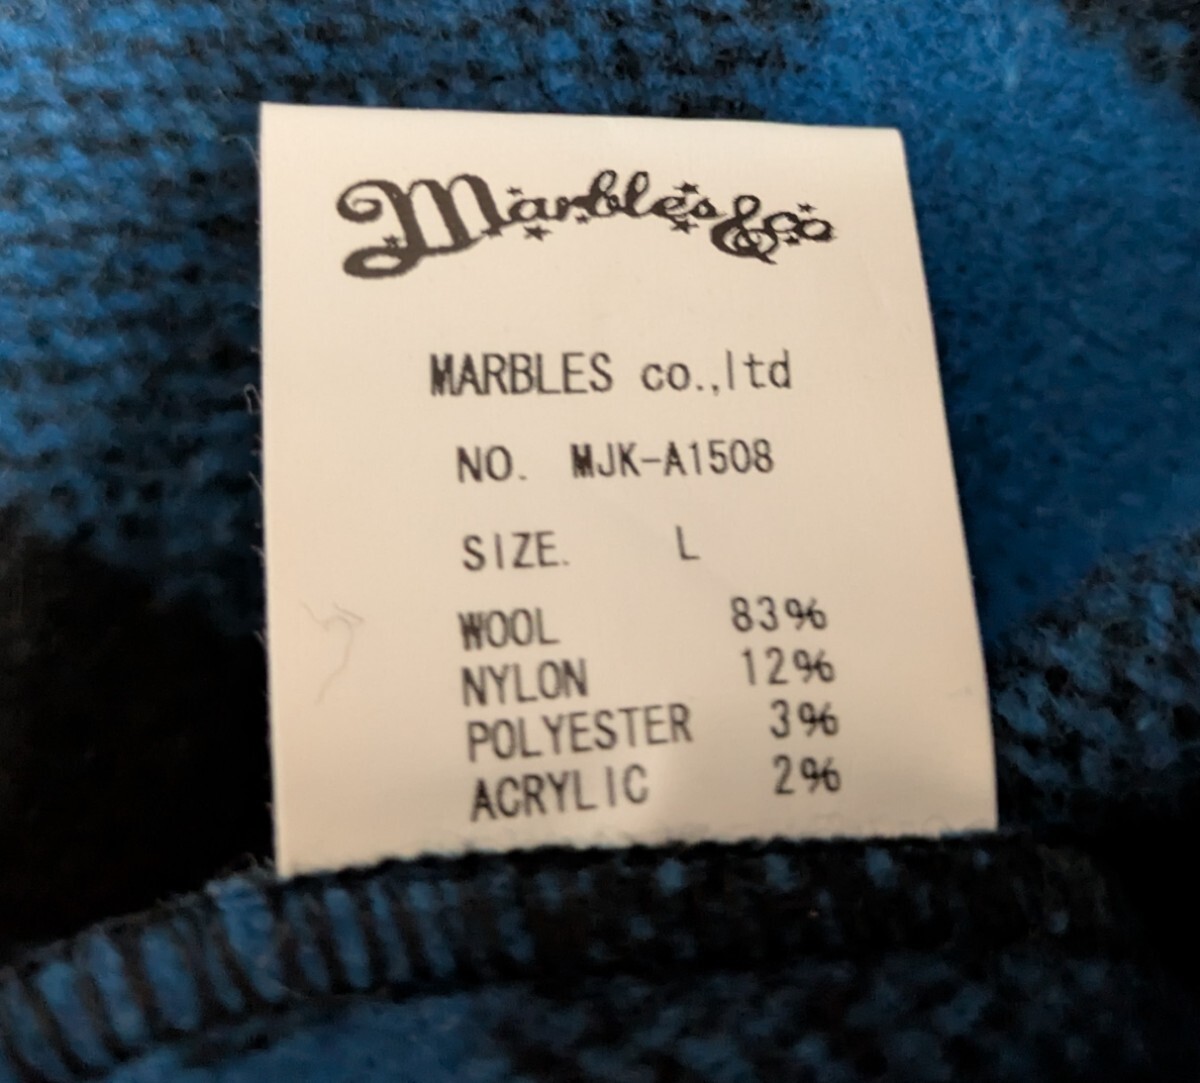 Marbles & co
MARBLES co.,ltd
NO. MJK-A1508
SIZE. L
WOOL 83%
NYLON 12%
POLYESTER 3%
ACRYLIC 2%